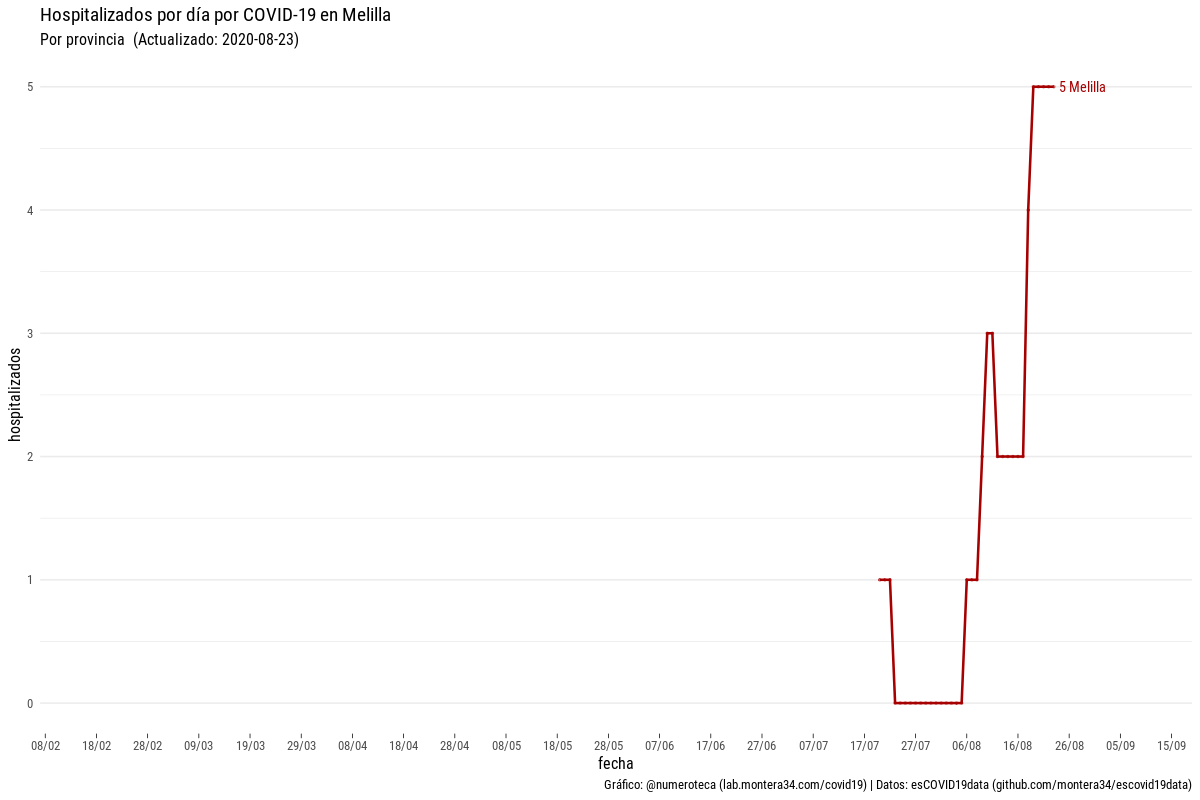 Hospitalizados por día por COVID-19 en Melilla
Por provincia  (Actualizado: 2020-08-23)
5
5 Melilla
4
3
hospitalizados
2
1
0
08/02 18/02 28/02 09/03 19/03 29/03 08/04 18/04 28/04 08/05 18/05 28/05 07/06 17/06 27/06 07/07 17/07 27/07 06/08 16/08 26/08 05/09 15/09
fecha
Gráfico: @numeroteca (lab.montera34.com/covid19) | Datos: esCOVID19data (github.com/montera34/escovid19data)